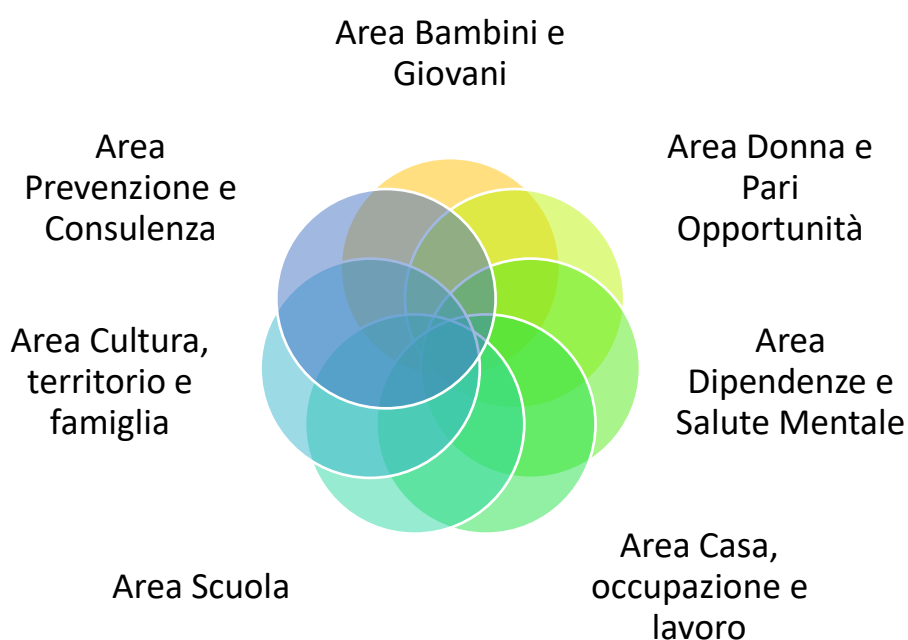 Area Bambini e
Giovani
Area Donna e
Pari
Opportunità
Area
Dipendenze e
Salute Mentale
Area Casa,
occupazione e
lavoro
Area Scuola
Area Cultura,
territorio e
famiglia
Area
Prevenzione e
Consulenza